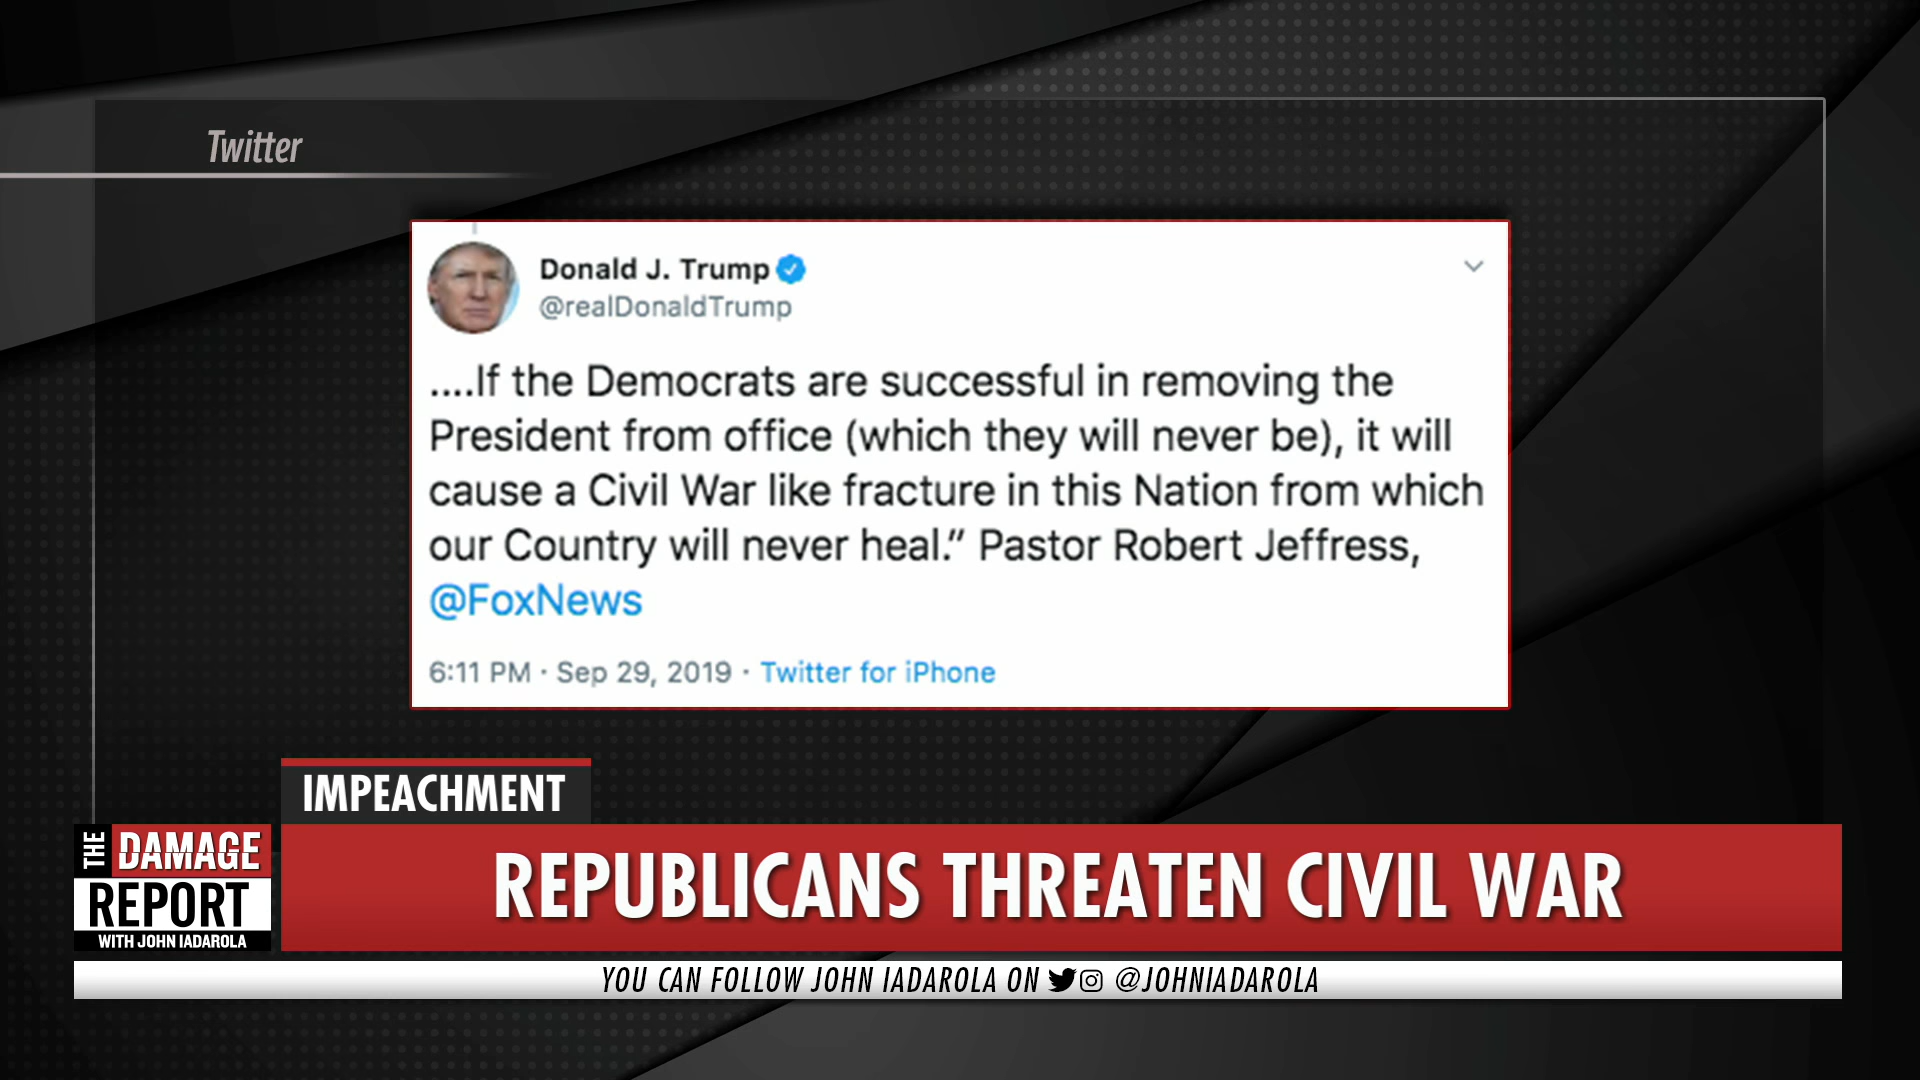 Twitter
Donald J. Trump
@realDonaldTrump
....If the Democrats are successful in removing the
President from office (which they will never be), it will
cause a Civil War like fracture in this Nation from which
our Country will never heal.” Pastor Robert Jeffress,
@FoxNews
6:11 PM · Sep 29, 2019 · Twitter for iPhone
IMPEACHMENT
THE DAMAGE
REPORT
WITH JOHN IADAROLA
REPUBLICANS THREATEN CIVIL WAR
YOU CAN FOLLOW JOHN IADAROLA ON @JOHNIADAROLA